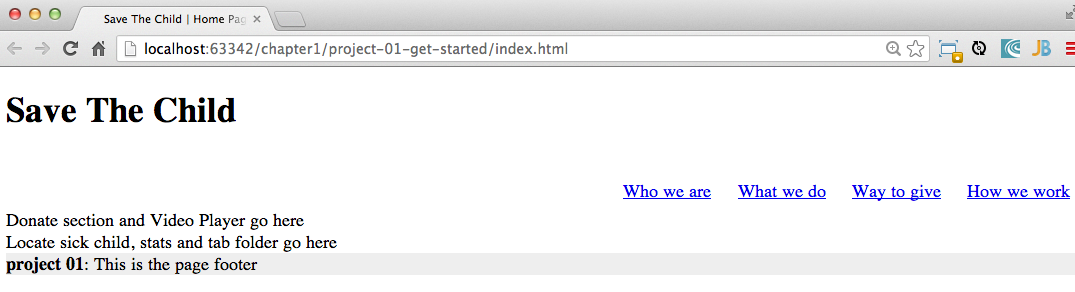 Save The Child | Home Pag
localhost:63342/chapter1/project-01-get-started/index.html
JB
Save The Child
Who we are What we do Way to give How we work
Donate section and Video Player go here
Locate sick child, stats and tab folder go here
project 01: This is the page footer